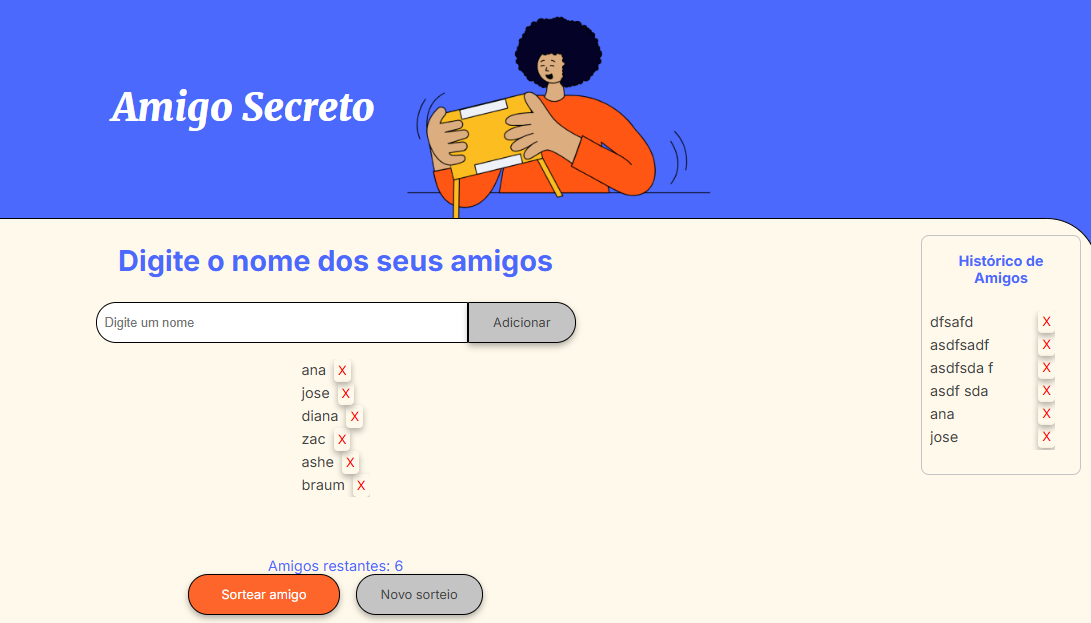 Amigo Secreto
Digite o nome dos seus amigos
Digite um nome
Adicionar
ana X
jose X
diana X
zac X
ashe X
braum X
Amigos restantes: 6
Sortear amigo
Novo sorteio
Histórico de
Amigos
dfsafd X
asdfsadf X
asdfsda f X
asdf sda X
ana X
jose X